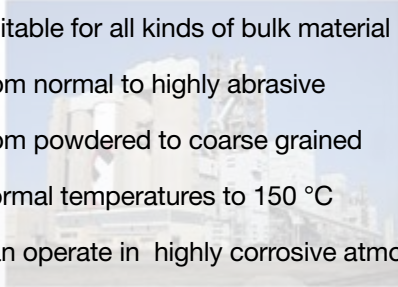 itable for all kinds of bulk material
om normal to highly abrasive
om powdered to coarse grained
ormal temperatures to 150 °C
an operate in highly corrosive atmo